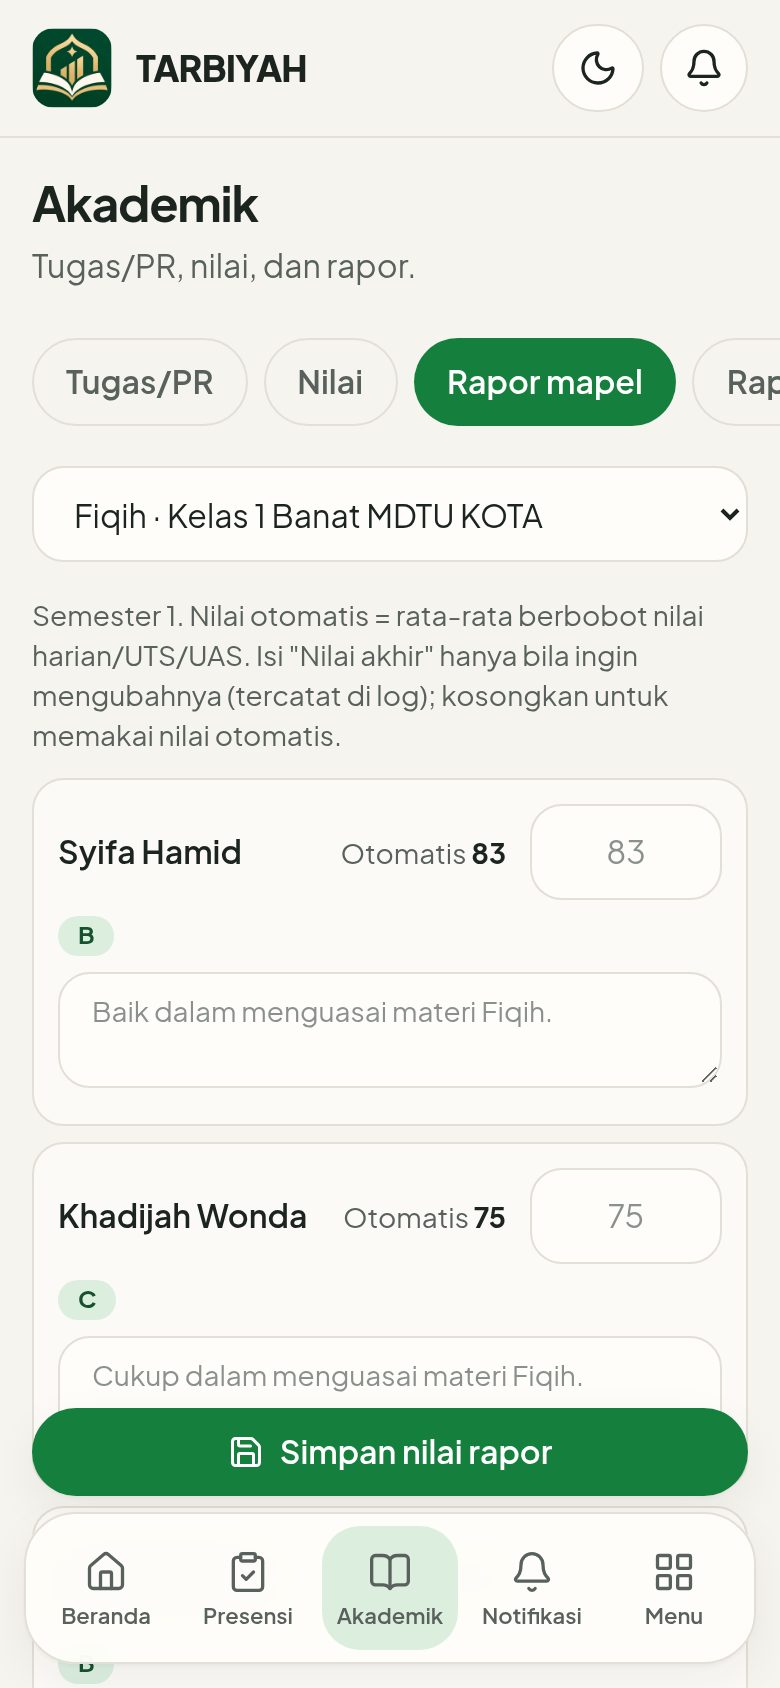 TARBIYAH
Akademik
Tugas/PR, nilai, dan rapor.
Tugas/PR
Nilai
Rapor mapel
Fiqih · Kelas 1 Banat MDTU KOTA
Semester 1. Nilai otomatis = rata-rata berbobot nilai
harian/UTS/UAS. Isi "Nilai akhir" hanya bila ingin
mengubahnya (tercatat di log); kosongkan untuk
memakai nilai otomatis.
Syifa Hamid
Otomatis 83
83
B
Baik dalam menguasai materi Fiqih.
Khadijah Wonda
Otomatis 75
75
C
Cukup dalam menguasai materi Fiqih.
Simpan nilai rapor
Beranda
Presensi
Akademik
Notifikasi
Menu